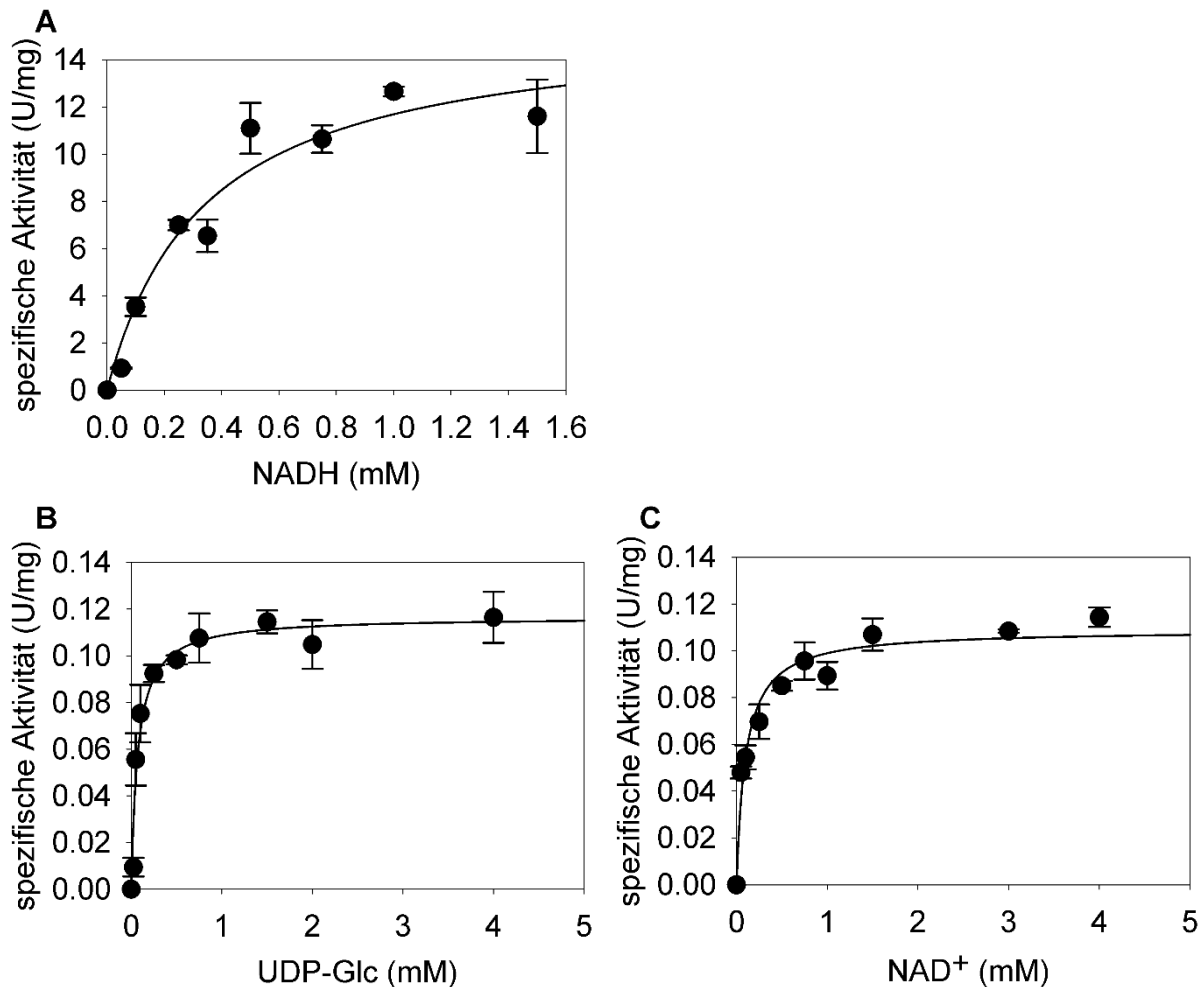 A
spezifische Aktivität (U/mg)
14
12
10
8
6
4
2
0
0.0 0.2 0.4 0.6 0.8 1.0 1.2 1.4 1.6
NADH (mM)
B
spezifische Aktivität (U/mg)
0.14
0.12
0.10
0.08
0.06
0.04
0.02
0.00
0 1 2 3 4 5
UDP-Glc (mM)
C
spezifische Aktivität (U/mg)
0.14
0.12
0.10
0.08
0.06
0.04
0.02
0.00
0 1 2 3 4 5
NAD⁺ (mM)